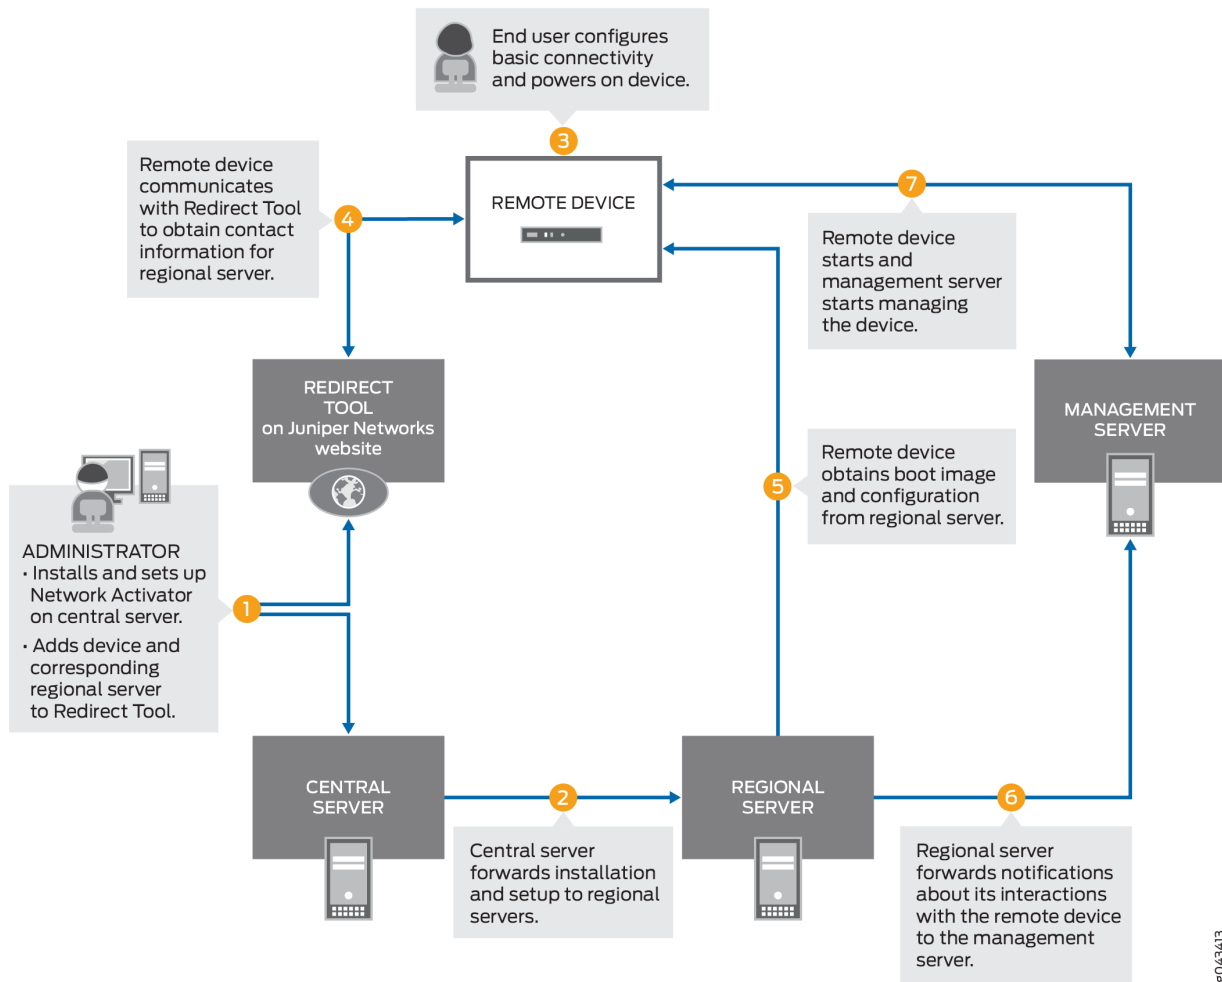 End user configures
basic connectivity
and powers on device.
3
Remote device
communicates
with Redirect Tool
to obtain contact
information for
regional server.
4
REMOTE DEVICE
7
Remote device
starts and
management server
starts managing
the device.
REDIRECT
TOOL
on Juniper Networks
website
MANAGEMENT
SERVER
Remote device
obtains boot image
and configuration
from regional server.
5
ADMINISTRATOR
· Installs and sets up
Network Activator
on central server.
· Adds device and
corresponding
regional server
to Redirect Tool.
1
CENTRAL
SERVER
2
Central server
forwards installation
and setup to regional
servers.
REGIONAL
SERVER
6
Regional server
forwards notifications
about its interactions
with the remote device
to the management
server.
g043413